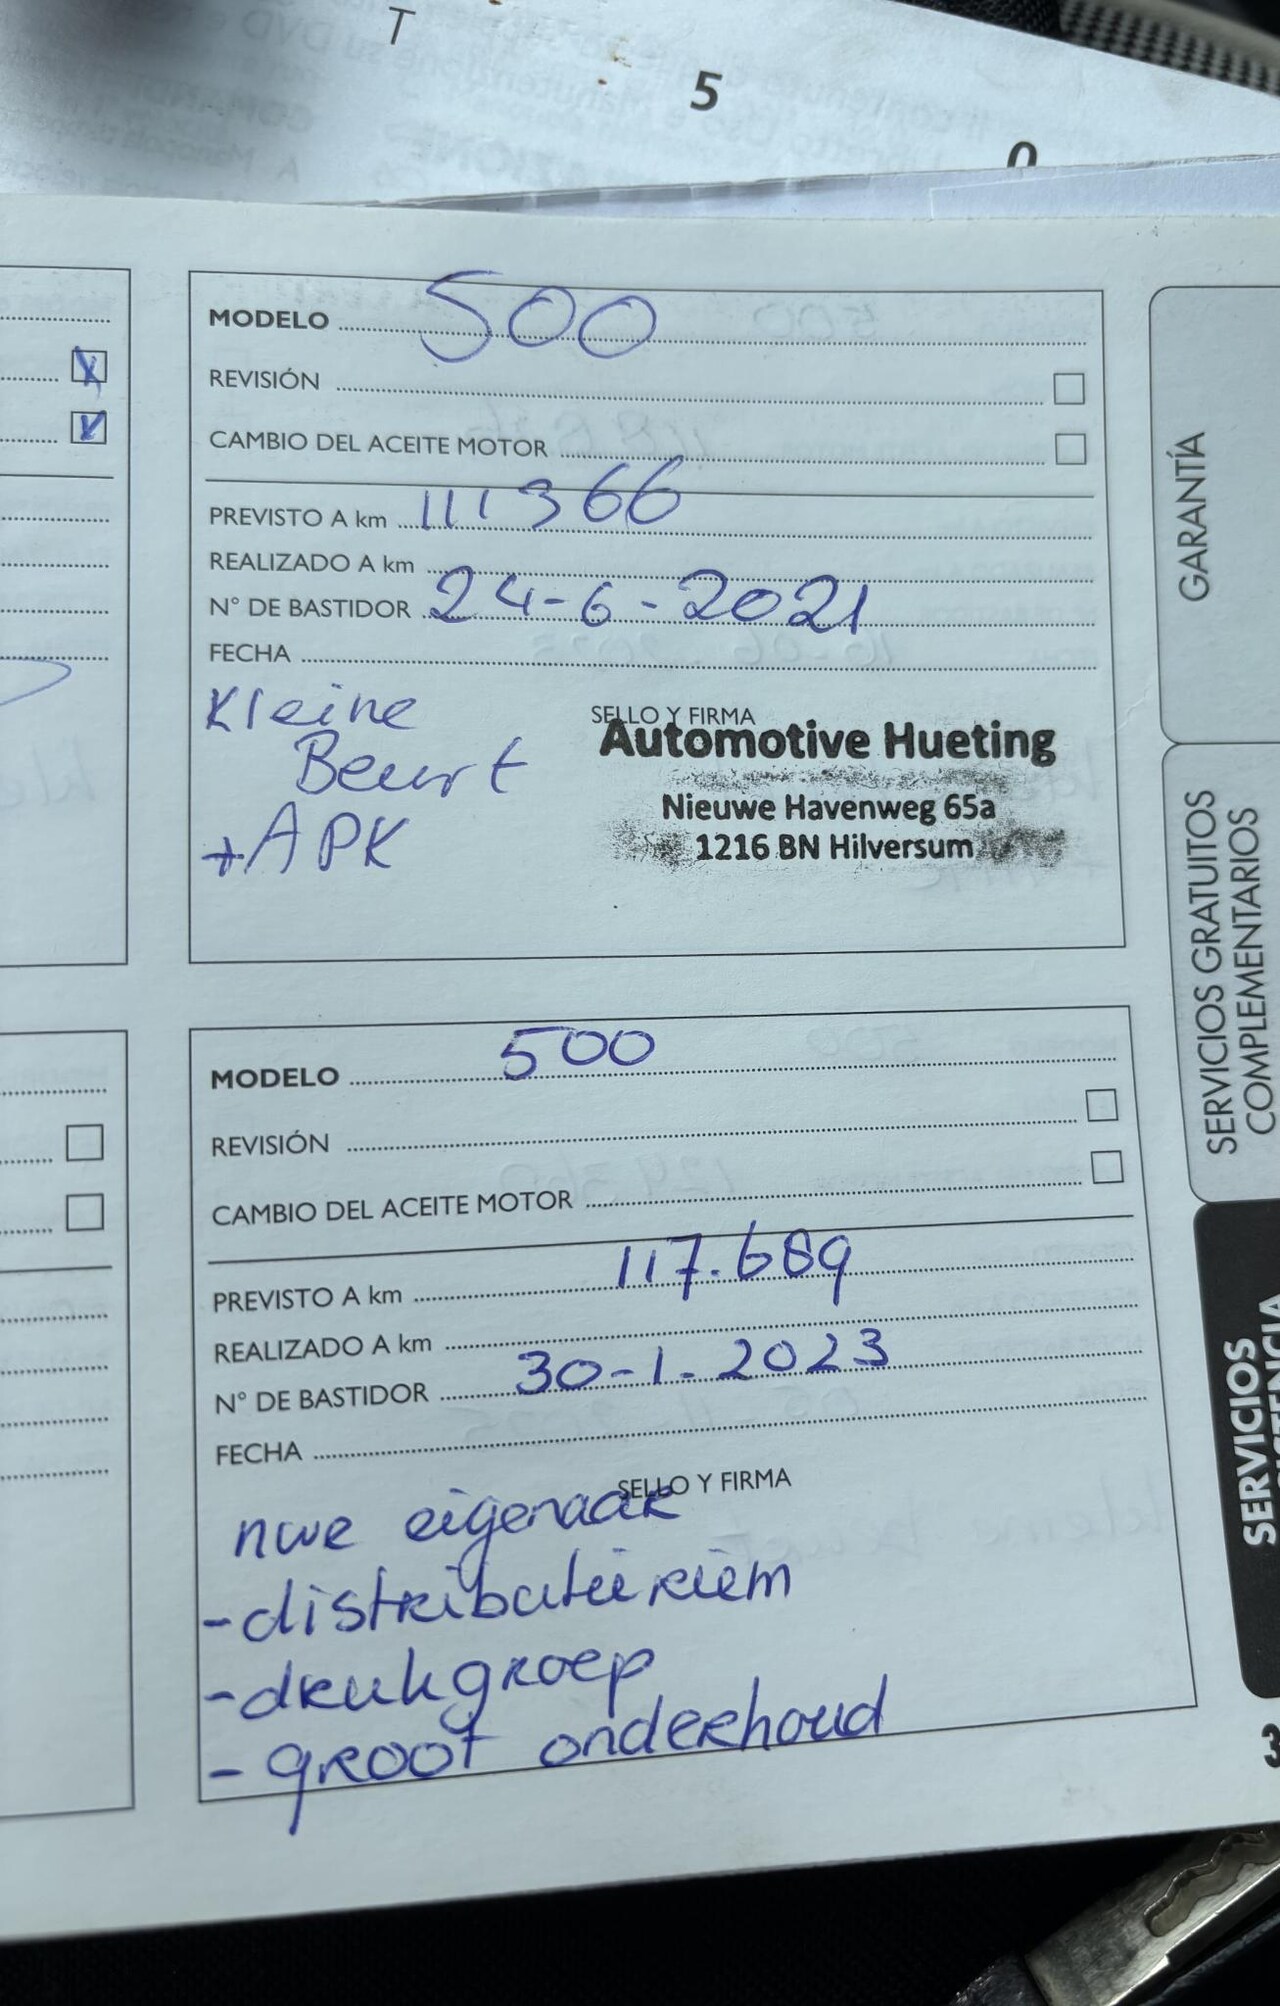 T
5
0
MODELO 500
REVISIÓN
CAMBIO DEL ACEITE MOTOR
PREVISTO A km 111366
REALIZADO A km
N° DE BASTIDOR 24-6-2021
FECHA
Kleine
Beurt
+ APK
SELLO Y FIRMA
Automotive Hueting
Nieuwe Havenweg 65a
1216 BN Hilversum
MODELO 500
REVISIÓN
CAMBIO DEL ACEITE MOTOR
PREVISTO A km 117.689
REALIZADO A km
N° DE BASTIDOR 30-1-2023
FECHA
SELLO Y FIRMA
nwe eigenaar
- distributieriem
- drukgroep
- groot onderhoud
GARANTÍA
SERVICIOS GRATUITOS
COMPLEMENTARIOS
SERVICIOS
3